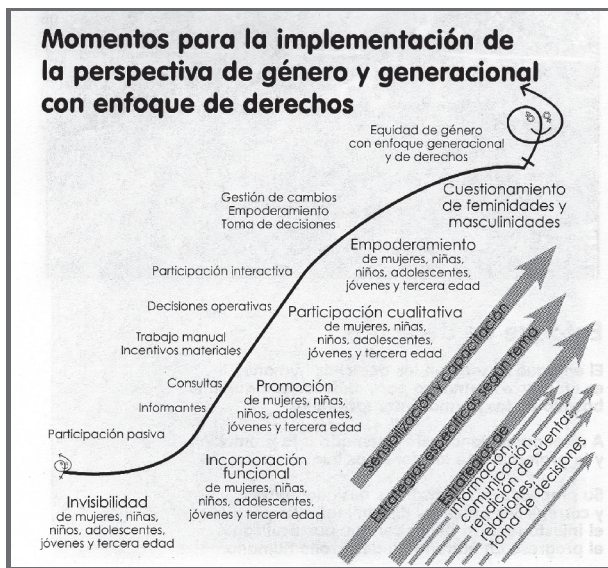 Momentos para la implementación de
la perspectiva de género y generacional
con enfoque de derechos
Equidad de género
con enfoque generacional
y de derechos
Cuestionamiento
de feminidades y
masculinidades
Gestión de cambios
Empoderamiento
Toma de decisiones
Empoderamiento
de mujeres, niñas,
niños, adolescentes,
jóvenes y tercera edad
Participación interactiva
Decisiones operativas
Participación cualitativa
de mujeres, niñas,
niños, adolescentes,
jóvenes y tercera edad
Trabajo manual
Incentivos materiales
Consultas
Informantes
Promoción
de mujeres, niñas,
niños, adolescentes,
jóvenes y tercera edad
Participación pasiva
Incorporación
funcional
de mujeres, niñas,
niños, adolescentes,
jóvenes y tercera edad
Invisibilidad
de mujeres, niñas,
niños, adolescentes,
jóvenes y tercera edad
Sensibilización y capacitación
Estrategias específicas según tema
Estrategias de
información,
comunicación,
rendición de cuentas,
relaciones,
toma de decisiones